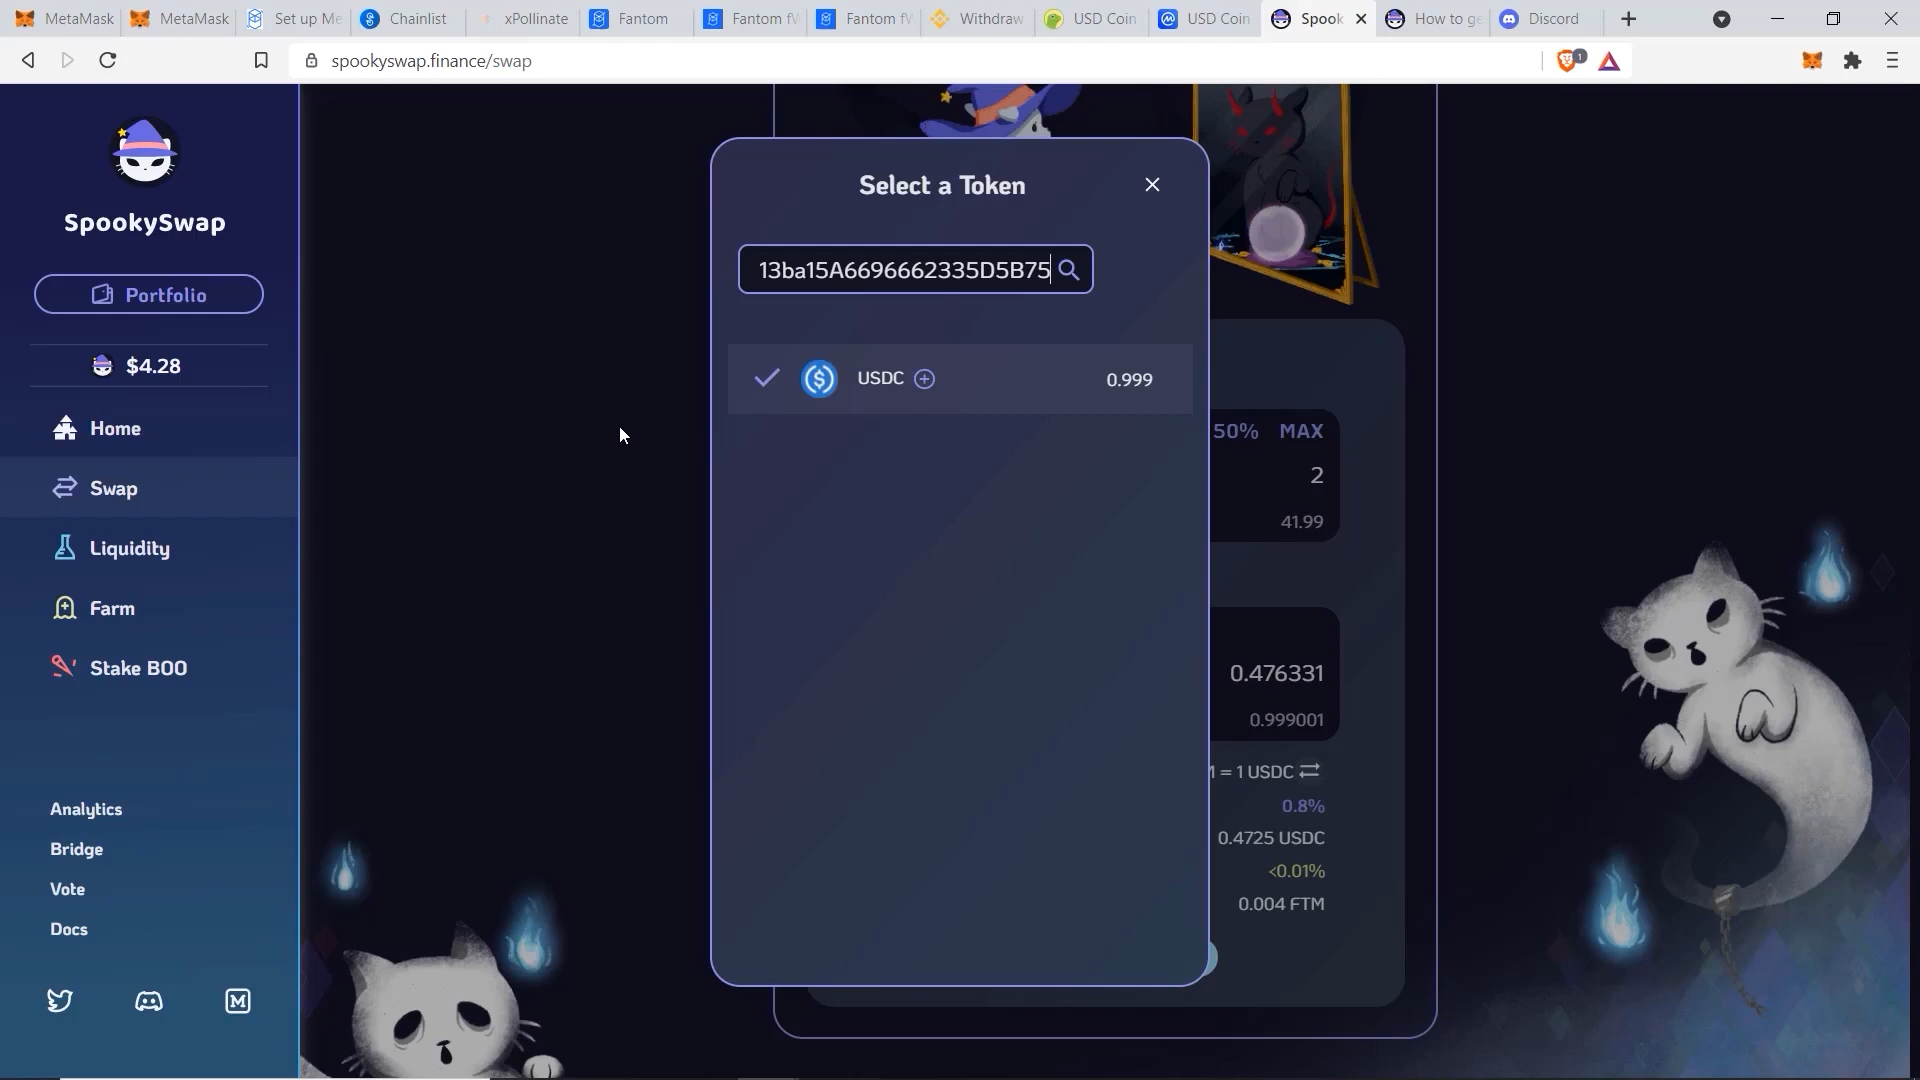 MetaMask
MetaMask
Set up Me
Chainlist
xPollinate
Fantom
Fantom fW
Fantom fW
Withdraw
USD Coin
USD Coin
Spook
How to ge
Discord
spookyswap.finance/swap
1
SpookySwap
Portfolio
$4.28
Home
Swap
Liquidity
Farm
Stake BOO
Analytics
Bridge
Vote
Docs
Select a Token
13ba15A6696662335D5B75
USDC
0.999
50% MAX
2
41.99
0.476331
0.999001
= 1 USDC
0.8%
0.4725 USDC
<0.01%
0.004 FTM